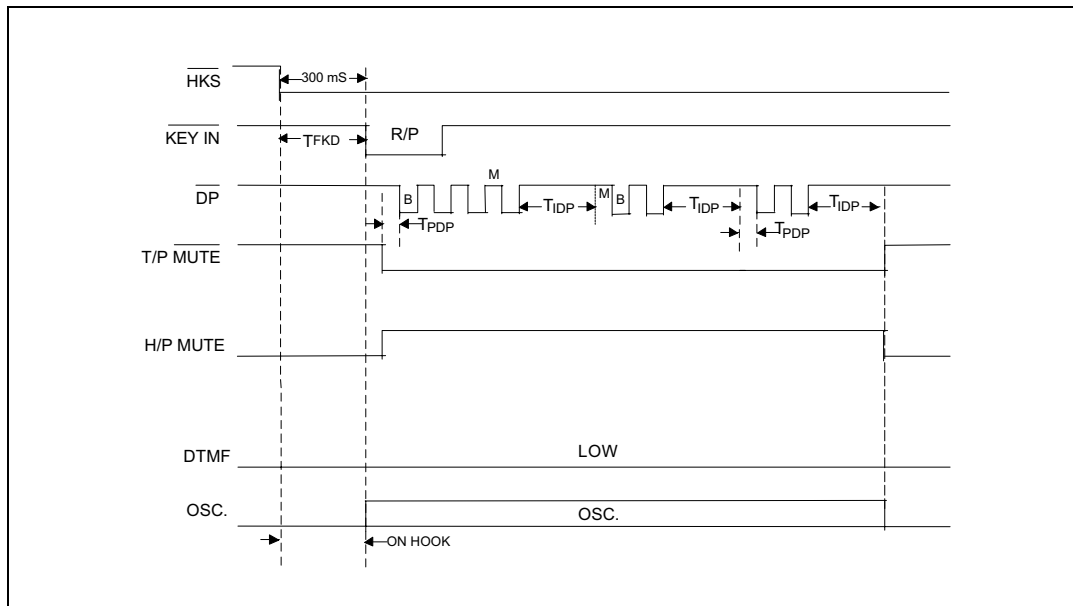 HKS
300 mS
KEY IN
TFKD
R/P
DP
B
M
TIDP
M
B
TIDP
TIDP
TPDP
TPDP
T/P MUTE
H/P MUTE
DTMF
LOW
OSC.
OSC.
ON HOOK